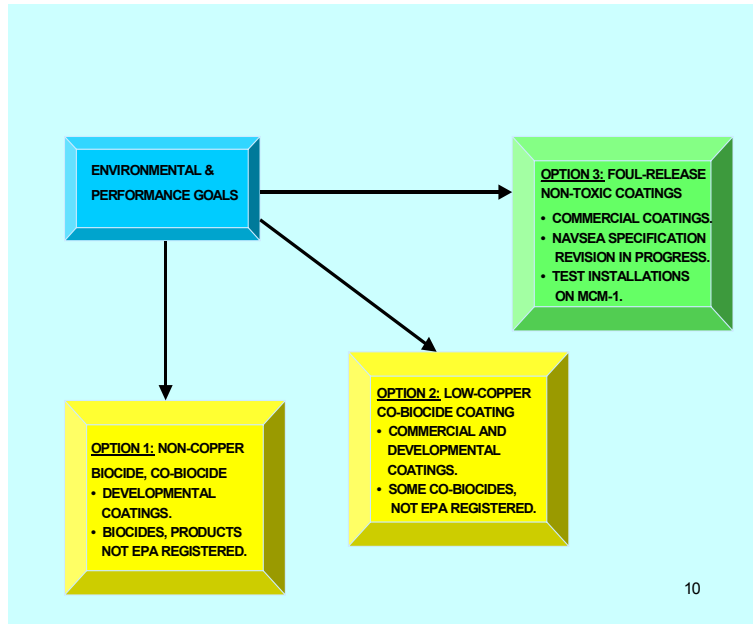 ENVIRONMENTAL &
PERFORMANCE GOALS
OPTION 3: FOUL-RELEASE
NON-TOXIC COATINGS
• COMMERCIAL COATINGS.
• NAVSEA SPECIFICATION
REVISION IN PROGRESS.
• TEST INSTALLATIONS
ON MCM-1.
OPTION 2: LOW-COPPER
CO-BIOCIDE COATING
• COMMERCIAL AND
DEVELOPMENTAL
COATINGS.
• SOME CO-BIOCIDES,
NOT EPA REGISTERED.
OPTION 1: NON-COPPER
BIOCIDE, CO-BIOCIDE
• DEVELOPMENTAL
COATINGS.
• BIOCIDES, PRODUCTS
NOT EPA REGISTERED.
10